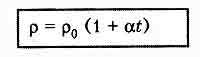 ρ = ρ₀ (1 + αt)